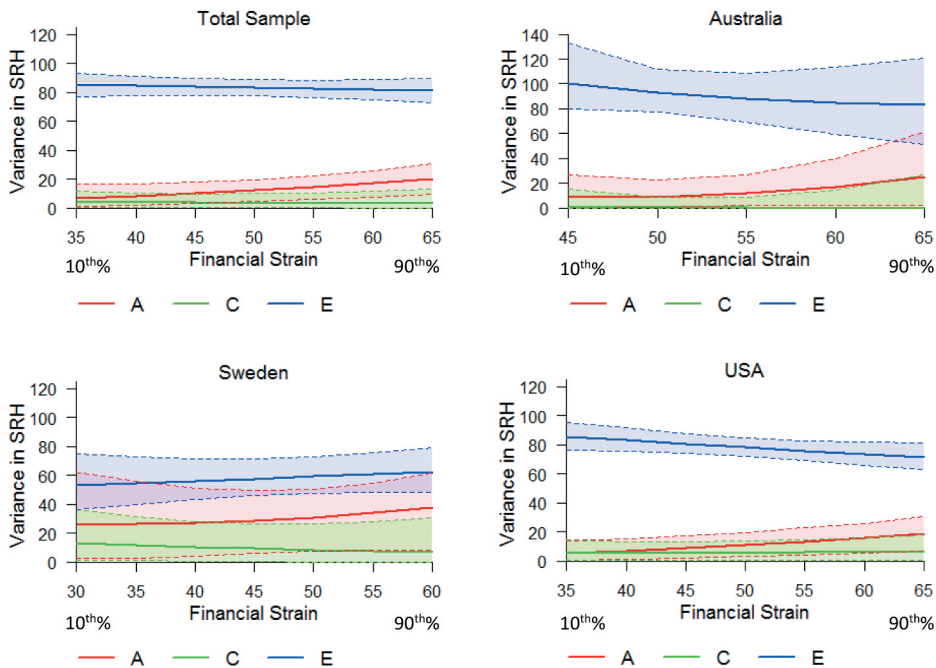 Total Sample
Variance in SRH
120
100
80
60
40
20
0
35 40 45 50 55 60 65
Financial Strain
10th% 90th%
A C E
Australia
Variance in SRH
140
120
100
80
60
40
20
0
45 50 55 60 65
Financial Strain
10th% 90th%
A C E
Sweden
Variance in SRH
120
100
80
60
40
20
0
30 35 40 45 50 55 60
Financial Strain
10th% 90th%
A C E
USA
Variance in SRH
120
100
80
60
40
20
0
35 40 45 50 55 60 65
Financial Strain
10th% 90th%
A C E